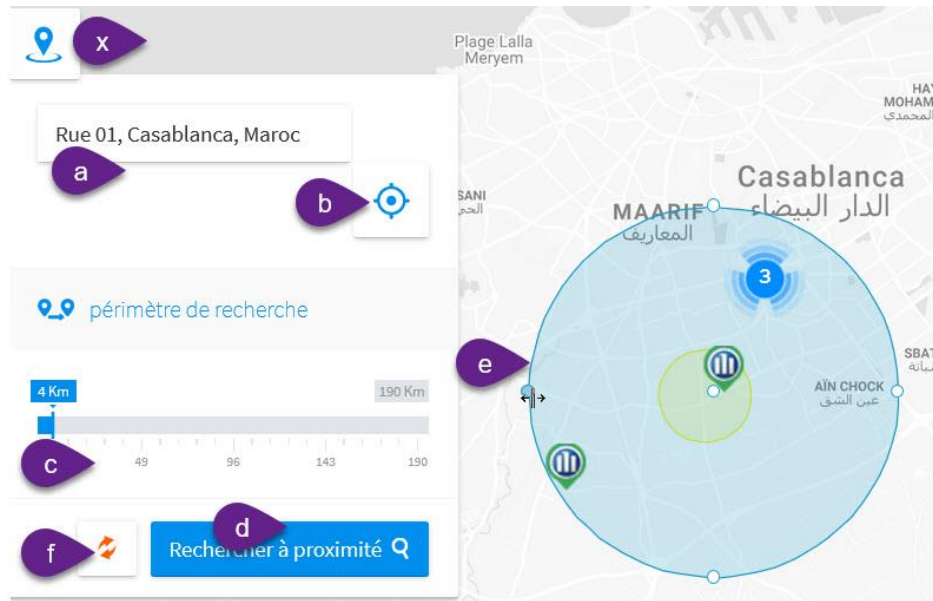 x
Plage Lalla
Meryem
HAY
MOHAM
المحمدي
Rue 01, Casablanca, Maroc
a
b
SANI
الحي
Casablanca
الدار البيضاء
MAARIF
المعاريف
3
périmètre de recherche
e
SBAT
AÏN CHOCK
عين الشق
4 Km
190 Km
49
96
143
190
c
d
f
Rechercher à proximité